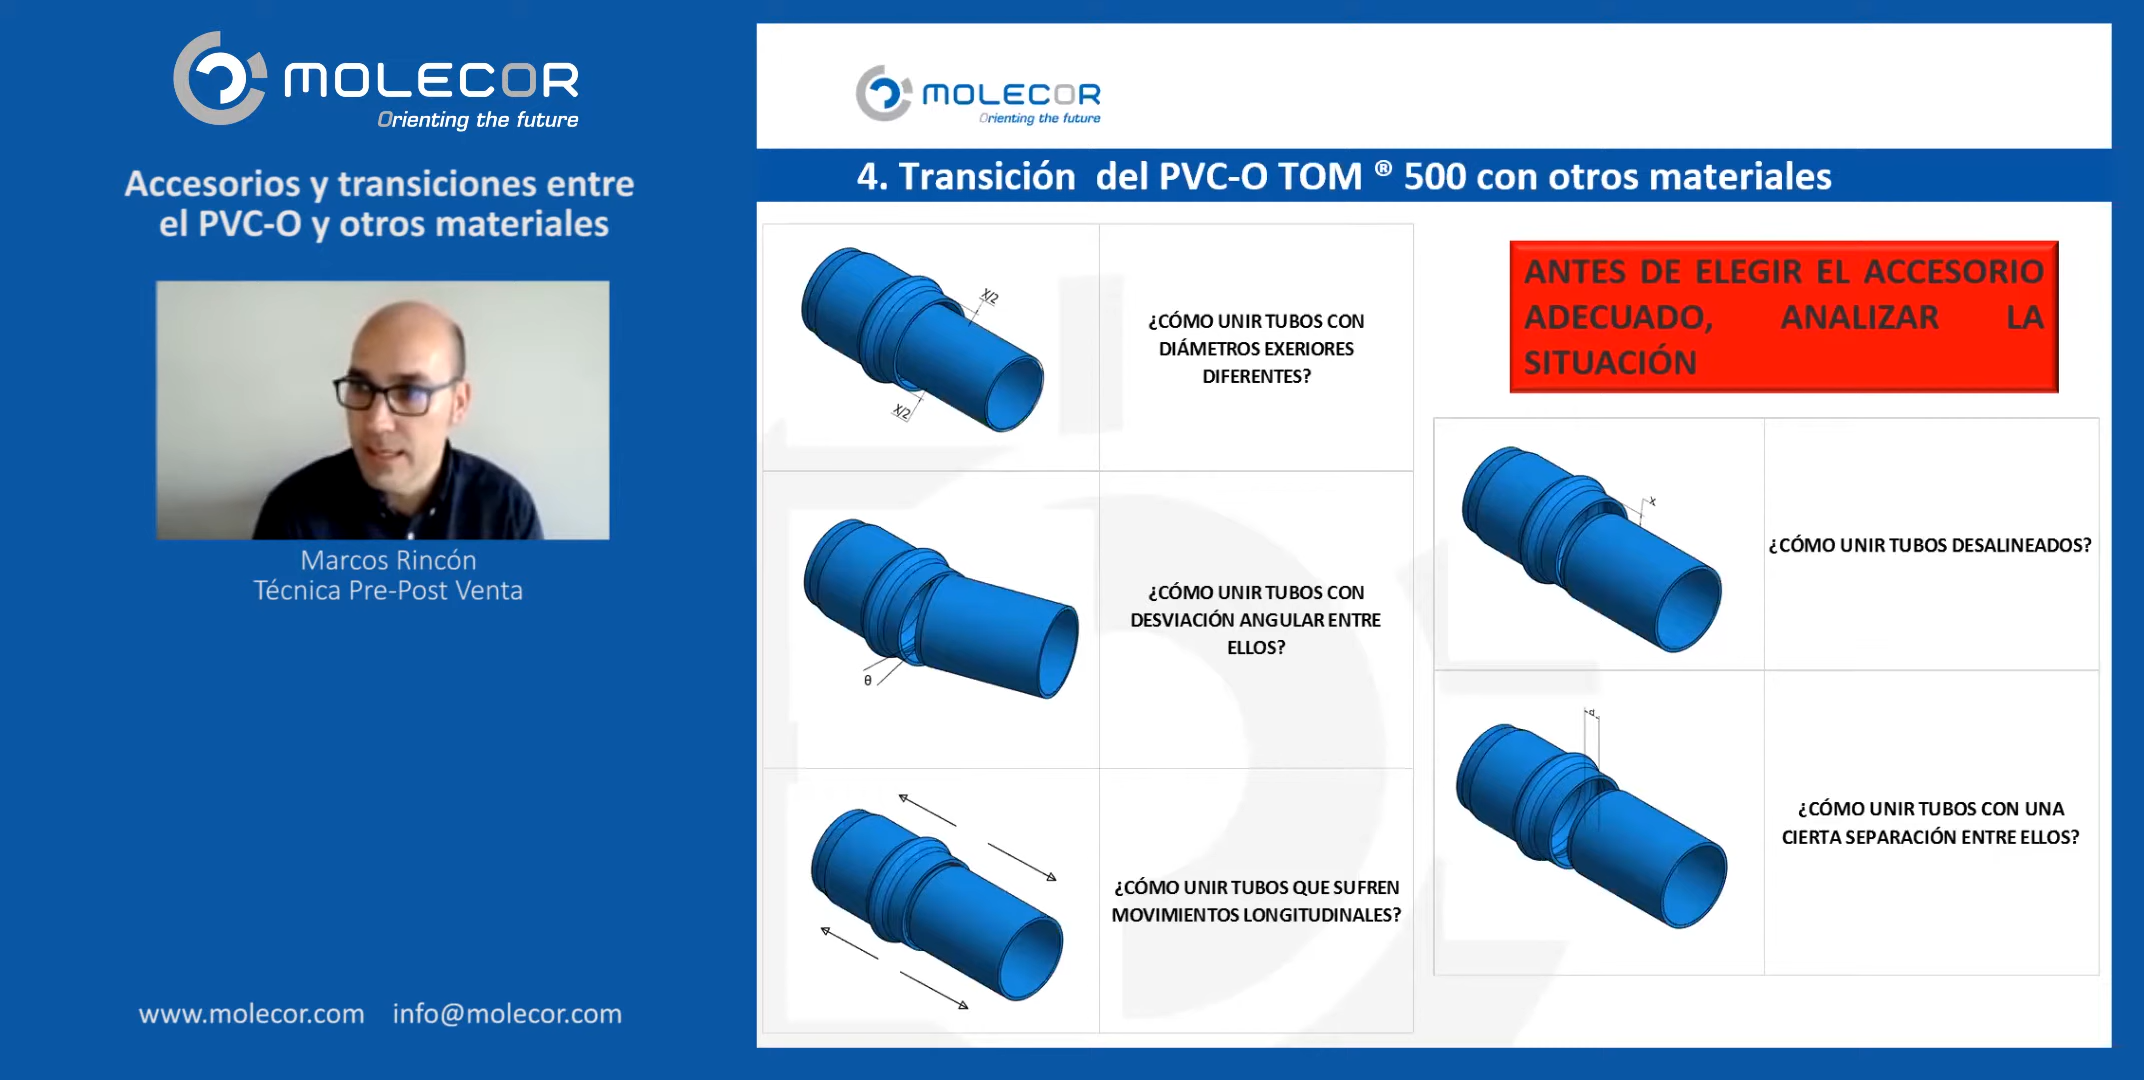 MOLECOR
Orienting the future
Accesorios y transiciones entre
el PVC-O y otros materiales
Marcos Rincón
Técnica Pre-Post Venta
www.molecor.com info@molecor.com
MOLECOR
Orienting the future
4. Transición del PVC-O TOM ® 500 con otros materiales
X/2
X/2
¿CÓMO UNIR TUBOS CON
DIÁMETROS EXERIORES
DIFERENTES?
θ
¿CÓMO UNIR TUBOS CON
DESVIACIÓN ANGULAR ENTRE
ELLOS?
¿CÓMO UNIR TUBOS QUE SUFREN
MOVIMIENTOS LONGITUDINALES?
ANTES DE ELEGIR EL ACCESORIO
ADECUADO, ANALIZAR LA
SITUACIÓN
x
¿CÓMO UNIR TUBOS DESALINEADOS?
d
¿CÓMO UNIR TUBOS CON UNA
CIERTA SEPARACIÓN ENTRE ELLOS?